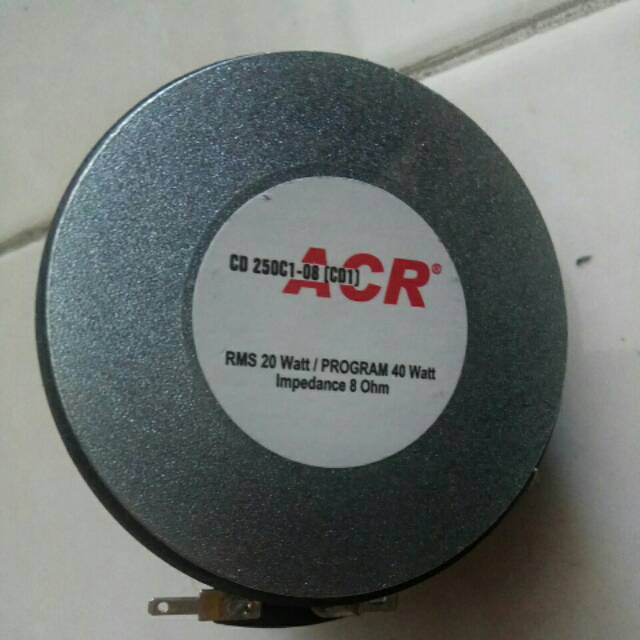 ACR®
CD 250C1-08 (C01)
RMS 20 Watt / PROGRAM 40 Watt
Impedance 8 Ohm